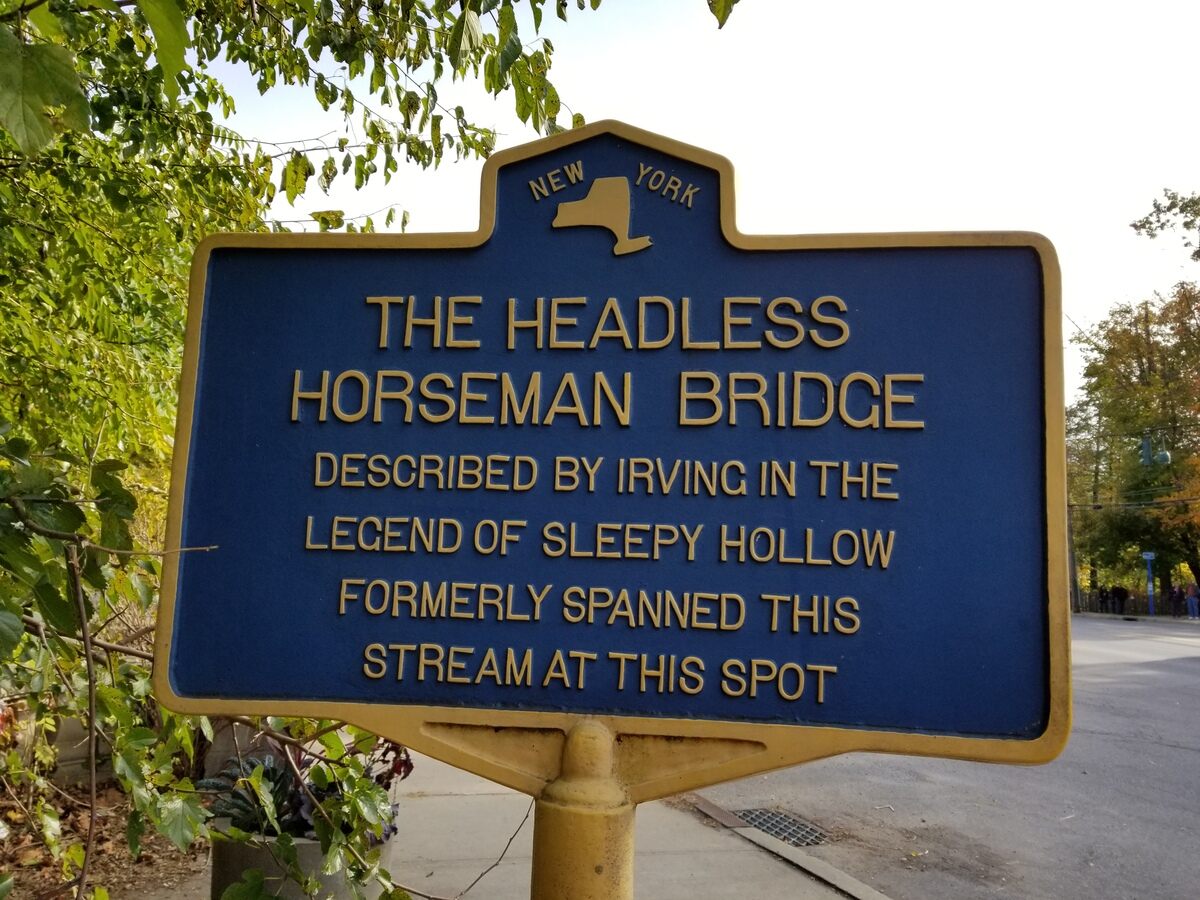 NEW YORK
THE HEADLESS
HORSEMAN BRIDGE
DESCRIBED BY IRVING IN THE
LEGEND OF SLEEPY HOLLOW
FORMERLY SPANNED THIS
STREAM AT THIS SPOT